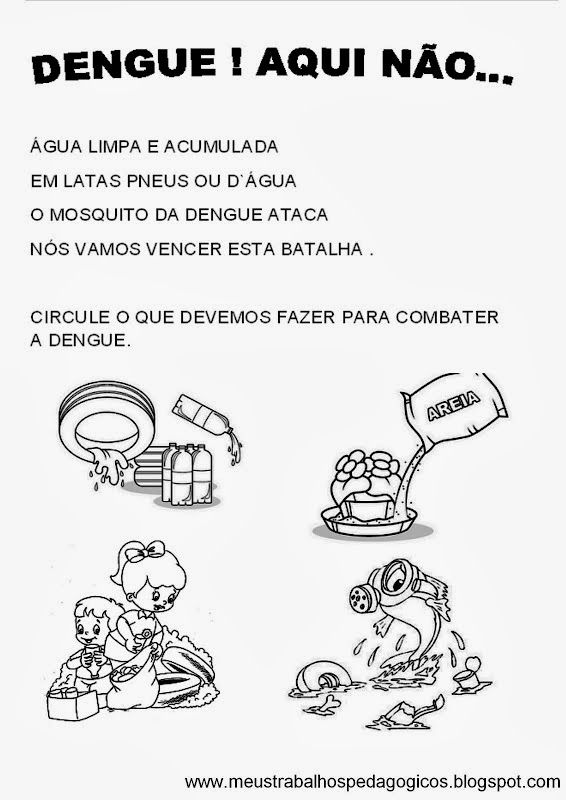 DENGUE ! AQUI NÃO...
ÁGUA LIMPA E ACUMULADA
EM LATAS PNEUS OU D`ÁGUA
O MOSQUITO DA DENGUE ATACA
NÓS VAMOS VENCER ESTA BATALHA .
CIRCULE O QUE DEVEMOS FAZER PARA COMBATER
A DENGUE.
AREIA
www.meustrabalhospedagogicos.blogspot.com